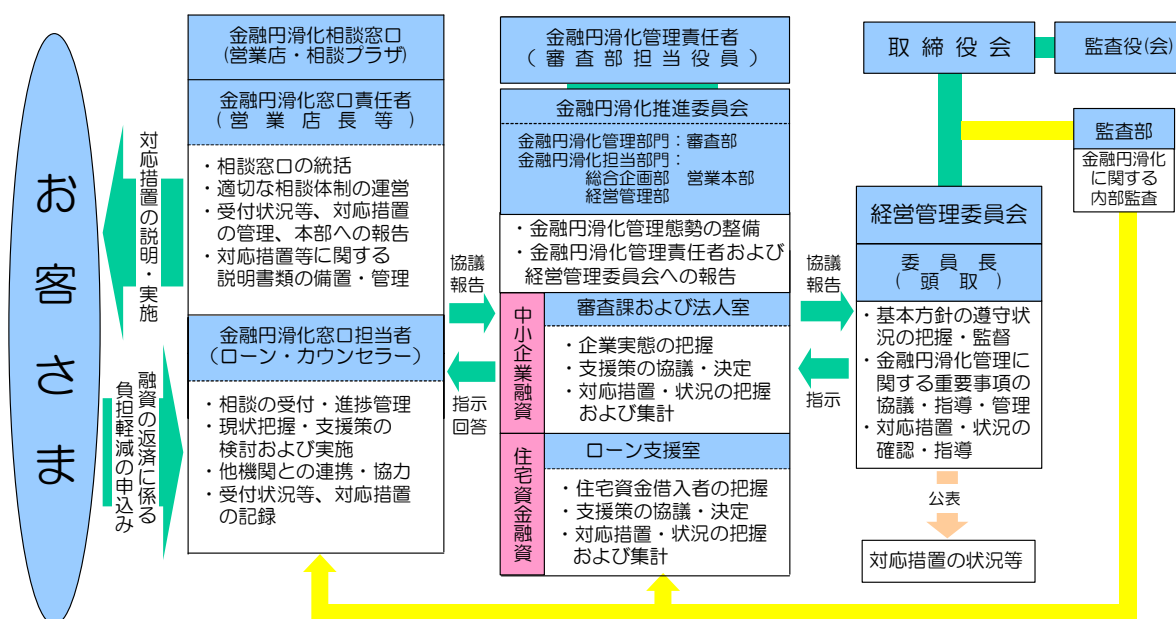 お客さま
対応措置の説明・実施
融資の返済に係る
負担軽減の申込み
金融円滑化相談窓口
(営業店・相談プラザ)
金融円滑化窓口責任者
(営業店長等)
・相談窓口の統括
・適切な相談体制の運営
・受付状況等、対応措置
の管理、本部への報告
・対応措置等に関する
説明書類の備置・管理
金融円滑化窓口担当者
(ローン・カウンセラー)
・相談の受付・進捗管理
・現状把握・支援策の
検討および実施
・他機関との連携・協力
・受付状況等、対応措置
の記録
協議
報告
指示
回答
金融円滑化管理責任者
(審査部担当役員)
金融円滑化推進委員会
金融円滑化管理部門:審査部
金融円滑化担当部門:
総合企画部 営業本部
経営管理部
・金融円滑化管理態勢の整備
・金融円滑化管理責任者および
経営管理委員会への報告
中小企業融資
審査課および法人室
・企業実態の把握
・支援策の協議・決定
・対応措置・状況の把握
および集計
住宅資金融資
ローン支援室
・住宅資金借入者の把握
・支援策の協議・決定
・対応措置・状況の把握
および集計
協議
報告
指示
取締役会
監査役(会)
監査部
金融円滑化
に関する
内部監査
経営管理委員会
委員長
(頭取)
・基本方針の遵守状
況の把握・監督
・金融円滑化管理に
関する重要事項の
協議・指導・管理
・対応措置・状況の
確認・指導
公表
対応措置の状況等